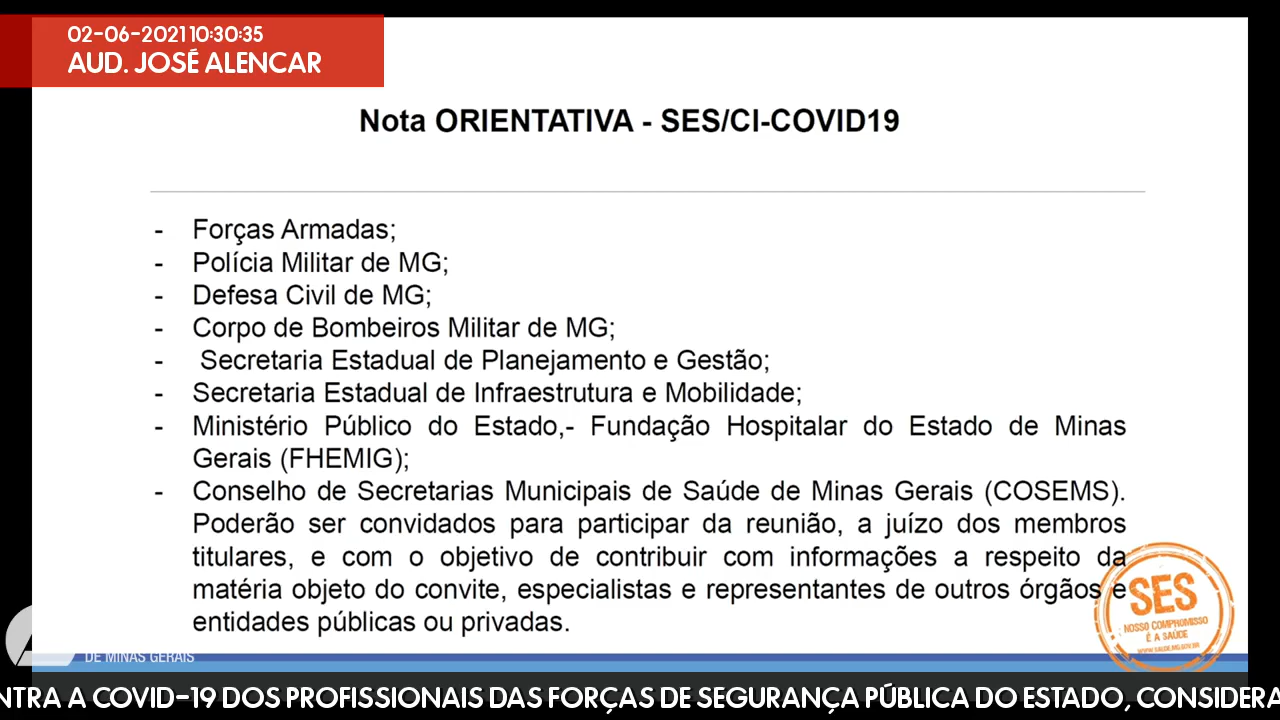 02-06-2021 10:30:35
AUD. JOSÉ ALENCAR
Nota ORIENTATIVA - SES/CI-COVID19
- Forças Armadas;
- Polícia Militar de MG;
- Defesa Civil de MG;
- Corpo de Bombeiros Militar de MG;
- Secretaria Estadual de Planejamento e Gestão;
- Secretaria Estadual de Infraestrutura e Mobilidade;
- Ministério Público do Estado,- Fundação Hospitalar do Estado de Minas
Gerais (FHEMIG);
- Conselho de Secretarias Municipais de Saúde de Minas Gerais (COSEMS).
Poderão ser convidados para participar da reunião, a juízo dos membros
titulares, e com o objetivo de contribuir com informações a respeito da
matéria objeto do convite, especialistas e representantes de outros órgãos e
entidades públicas ou privadas.
SES
NOSSO COMPROMISSO
É A SAÚDE
WWW.SAUDE.MG.GOV.BR
DE MINAS GERAIS
NTRA A COVID-19 DOS PROFISSIONAIS DAS FORÇAS DE SEGURANÇA PÚBLICA DO ESTADO, CONSIDERA